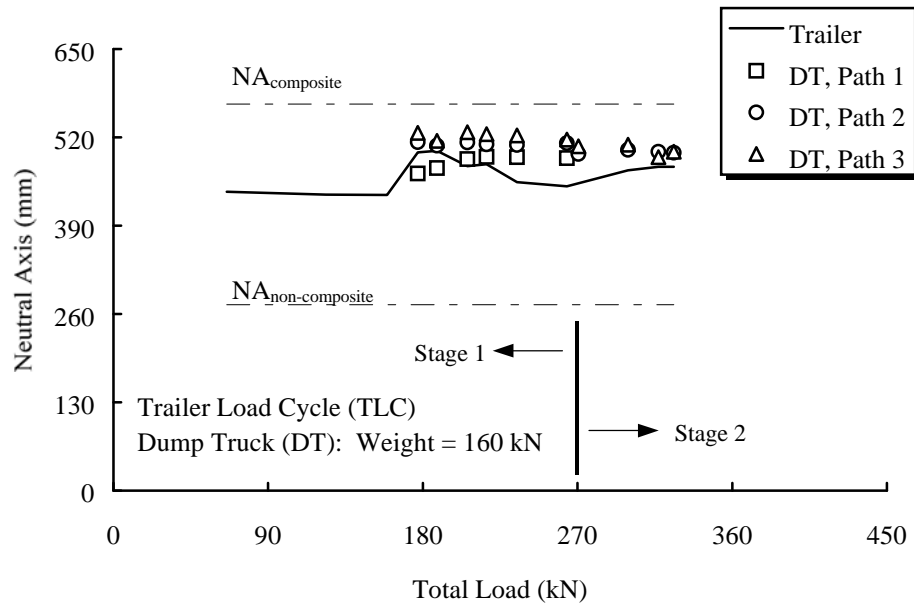 Trailer
DT, Path 1
DT, Path 2
DT, Path 3
650
520
390
260
130
0
Neutral Axis (mm)
NAcomposite
NAnon-composite
Stage 1
Stage 2
Trailer Load Cycle (TLC)
Dump Truck (DT): Weight = 160 kN
0 90 180 270 360 450
Total Load (kN)